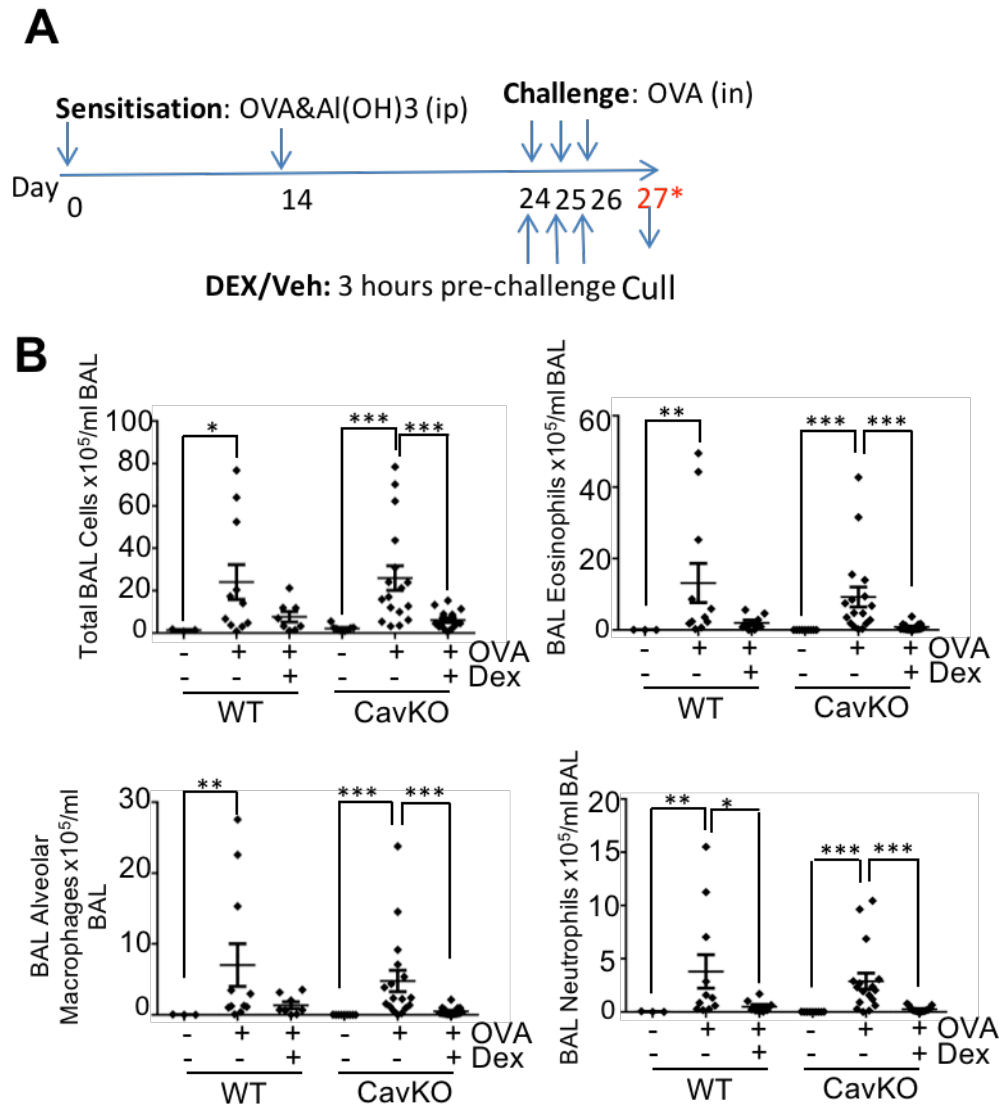 A
Sensitisation: OVA&Al(OH)3 (ip)
Challenge: OVA (in)
Day
0
14
24 25 26 27*
DEX/Veh: 3 hours pre-challenge Cull
B
Total BAL Cells x10⁵/ml BAL
100
80
60
40
20
0
* *** ***
- + + - + + OVA
- - + - - + Dex
WT CavKO
BAL Eosinophils x10⁵/ml BAL
60
40
20
0
** *** ***
- + + - + + OVA
- - + - - + Dex
WT CavKO
BAL Alveolar
Macrophages x10⁵/ml
BAL
30
20
10
0
** *** ***
- + + - + + OVA
- - + - - + Dex
WT CavKO
BAL Neutrophils x10⁵/ml BAL
20
15
10
5
0
** * *** ***
- + + - + + OVA
- - + - - + Dex
WT CavKO